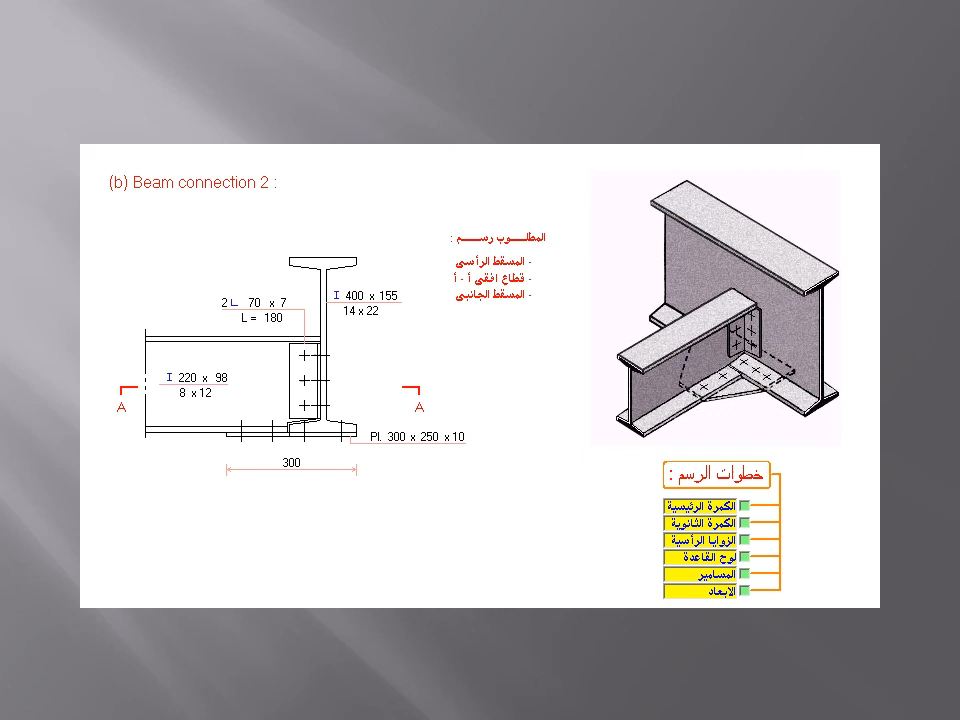 (b) Beam connection 2 :
المطلـــوب رســـــم :
- المسقط الرأسى
- قطاع افقى أ - أ
- المسقط الجانبى
I 400 x 155
14 x 22
2 ∟ 70 x 7
L = 180
I 220 x 98
8 x 12
A
A
Pl. 300 x 250 x 10
300
خطوات الرسم :
الكمرة الرئيسية
الكمرة الثانوية
الزوايا الرأسية
لوح القاعدة
المسامير
الابعاد